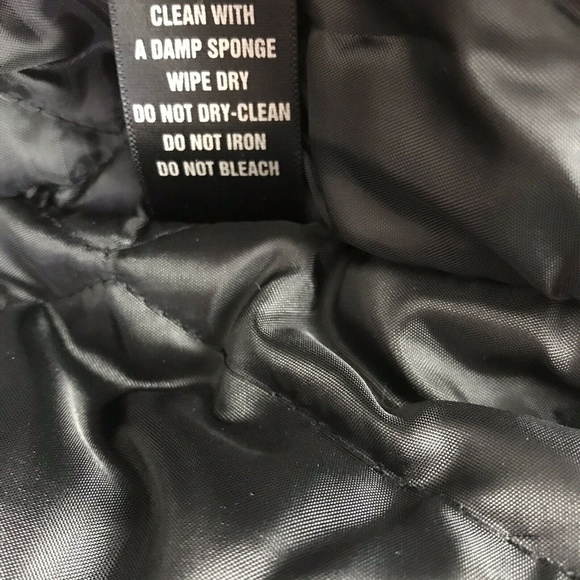 CLEAN WITH
A DAMP SPONGE
WIPE DRY
DO NOT DRY-CLEAN
DO NOT IRON
DO NOT BLEACH